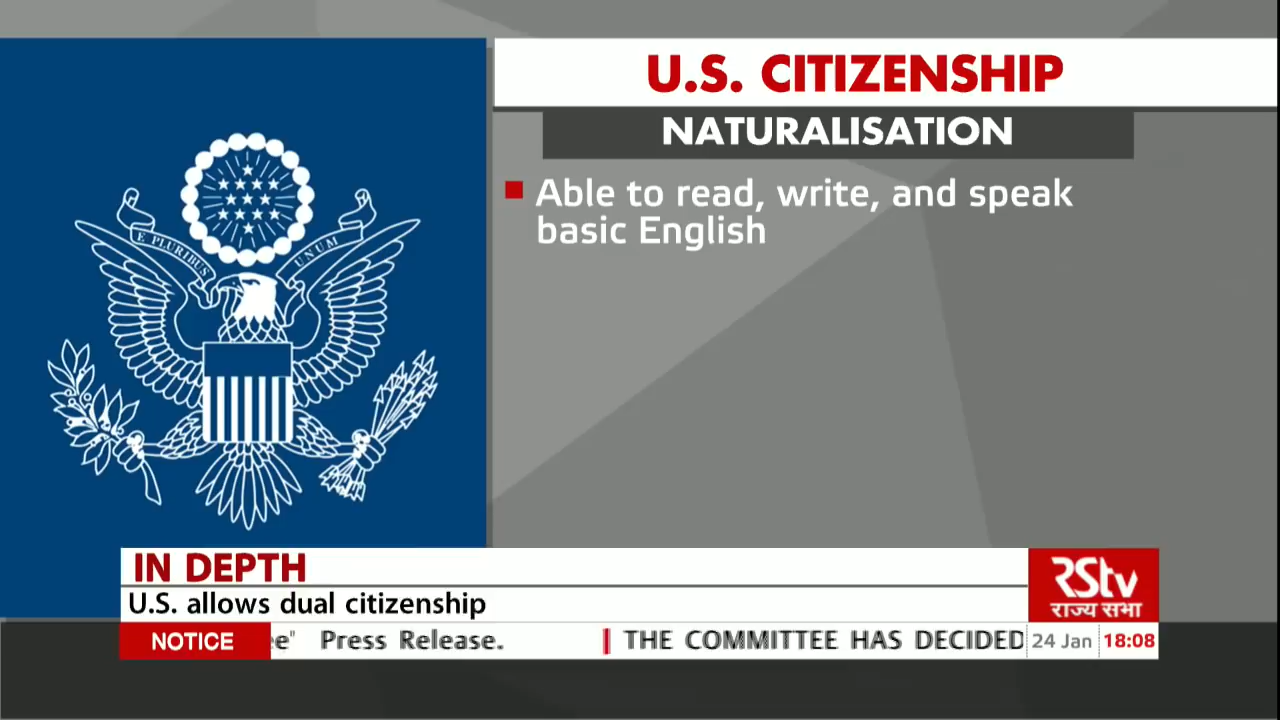 U.S. CITIZENSHIP
NATURALISATION
Able to read, write, and speak
basic English
E PLURIBUS
UNUM
IN DEPTH
U.S. allows dual citizenship
RStv
राज्य सभा
NOTICE
ee" Press Release. | THE COMMITTEE HAS DECIDED
24 Jan 18:08